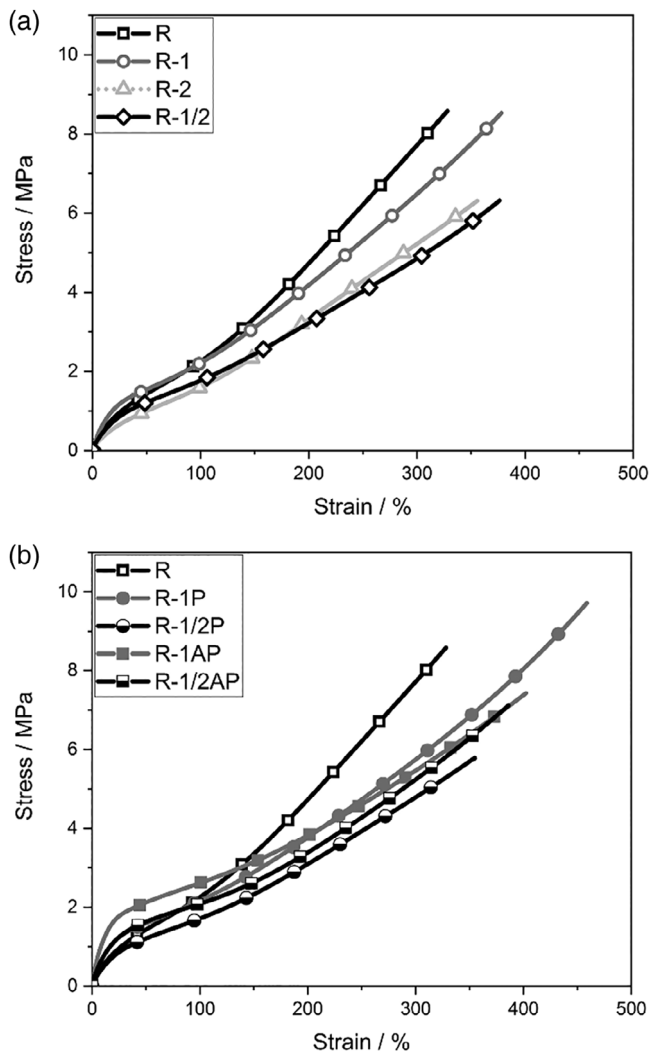 (a)
R
R-1
R-2
R-1/2
10
8
6
4
2
0
Stress / MPa
0 100 200 300 400 500
Strain / %
(b)
R
R-1P
R-1/2P
R-1AP
R-1/2AP
10
8
6
4
2
0
Stress / MPa
0 100 200 300 400 500
Strain / %